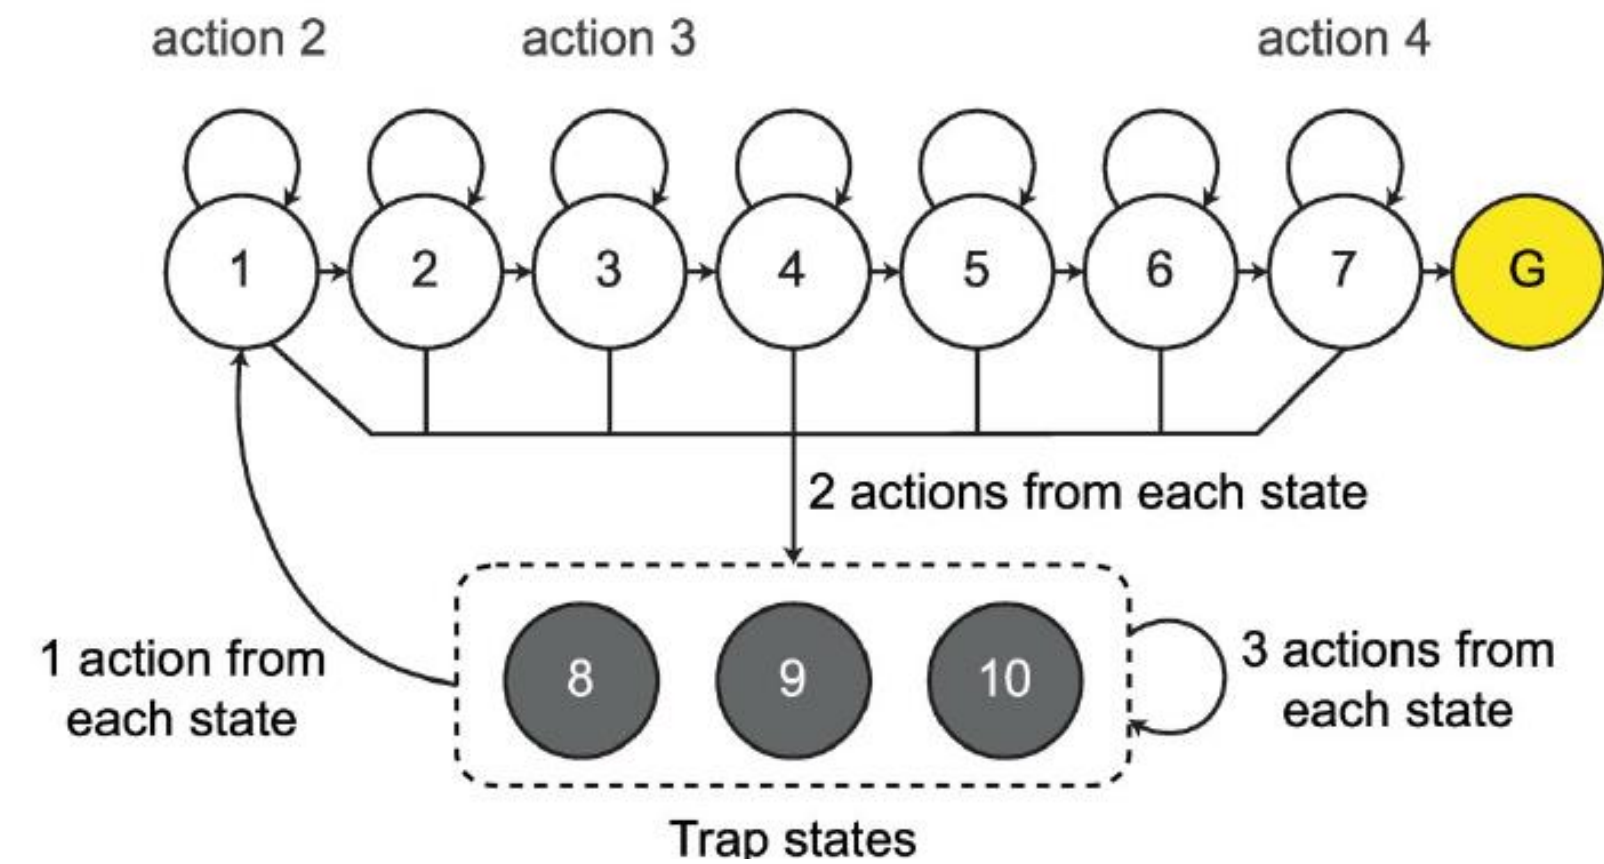 action 2
action 3
action 4
1
2
3
4
5
6
7
G
2 actions from each state
1 action from
each state
8
9
10
3 actions from
each state
Trap states